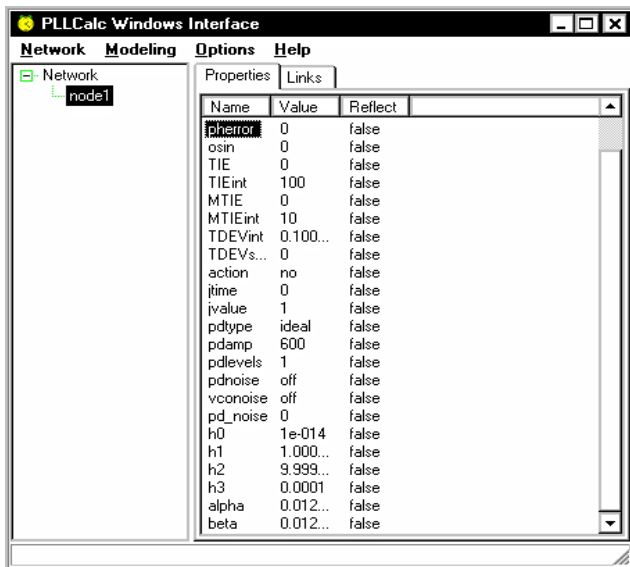 PLLCalc Windows Interface
Network Modeling Options Help
Network
node1
Properties Links
Name Value Reflect
pherror 0 false
osin 0 false
TIE 0 false
TIEint 100 false
MTIE 0 false
MTIEint 10 false
TDEVint 0.100... false
TDEVs... 0 false
action no false
jtime 0 false
jvalue 1 false
pdtype ideal false
pdamp 600 false
pdlevels 1 false
pdnoise off false
vconoise off false
pd_noise 0 false
h0 1e-014 false
h1 1.000... false
h2 9.999... false
h3 0.0001 false
alpha 0.012... false
beta 0.012... false